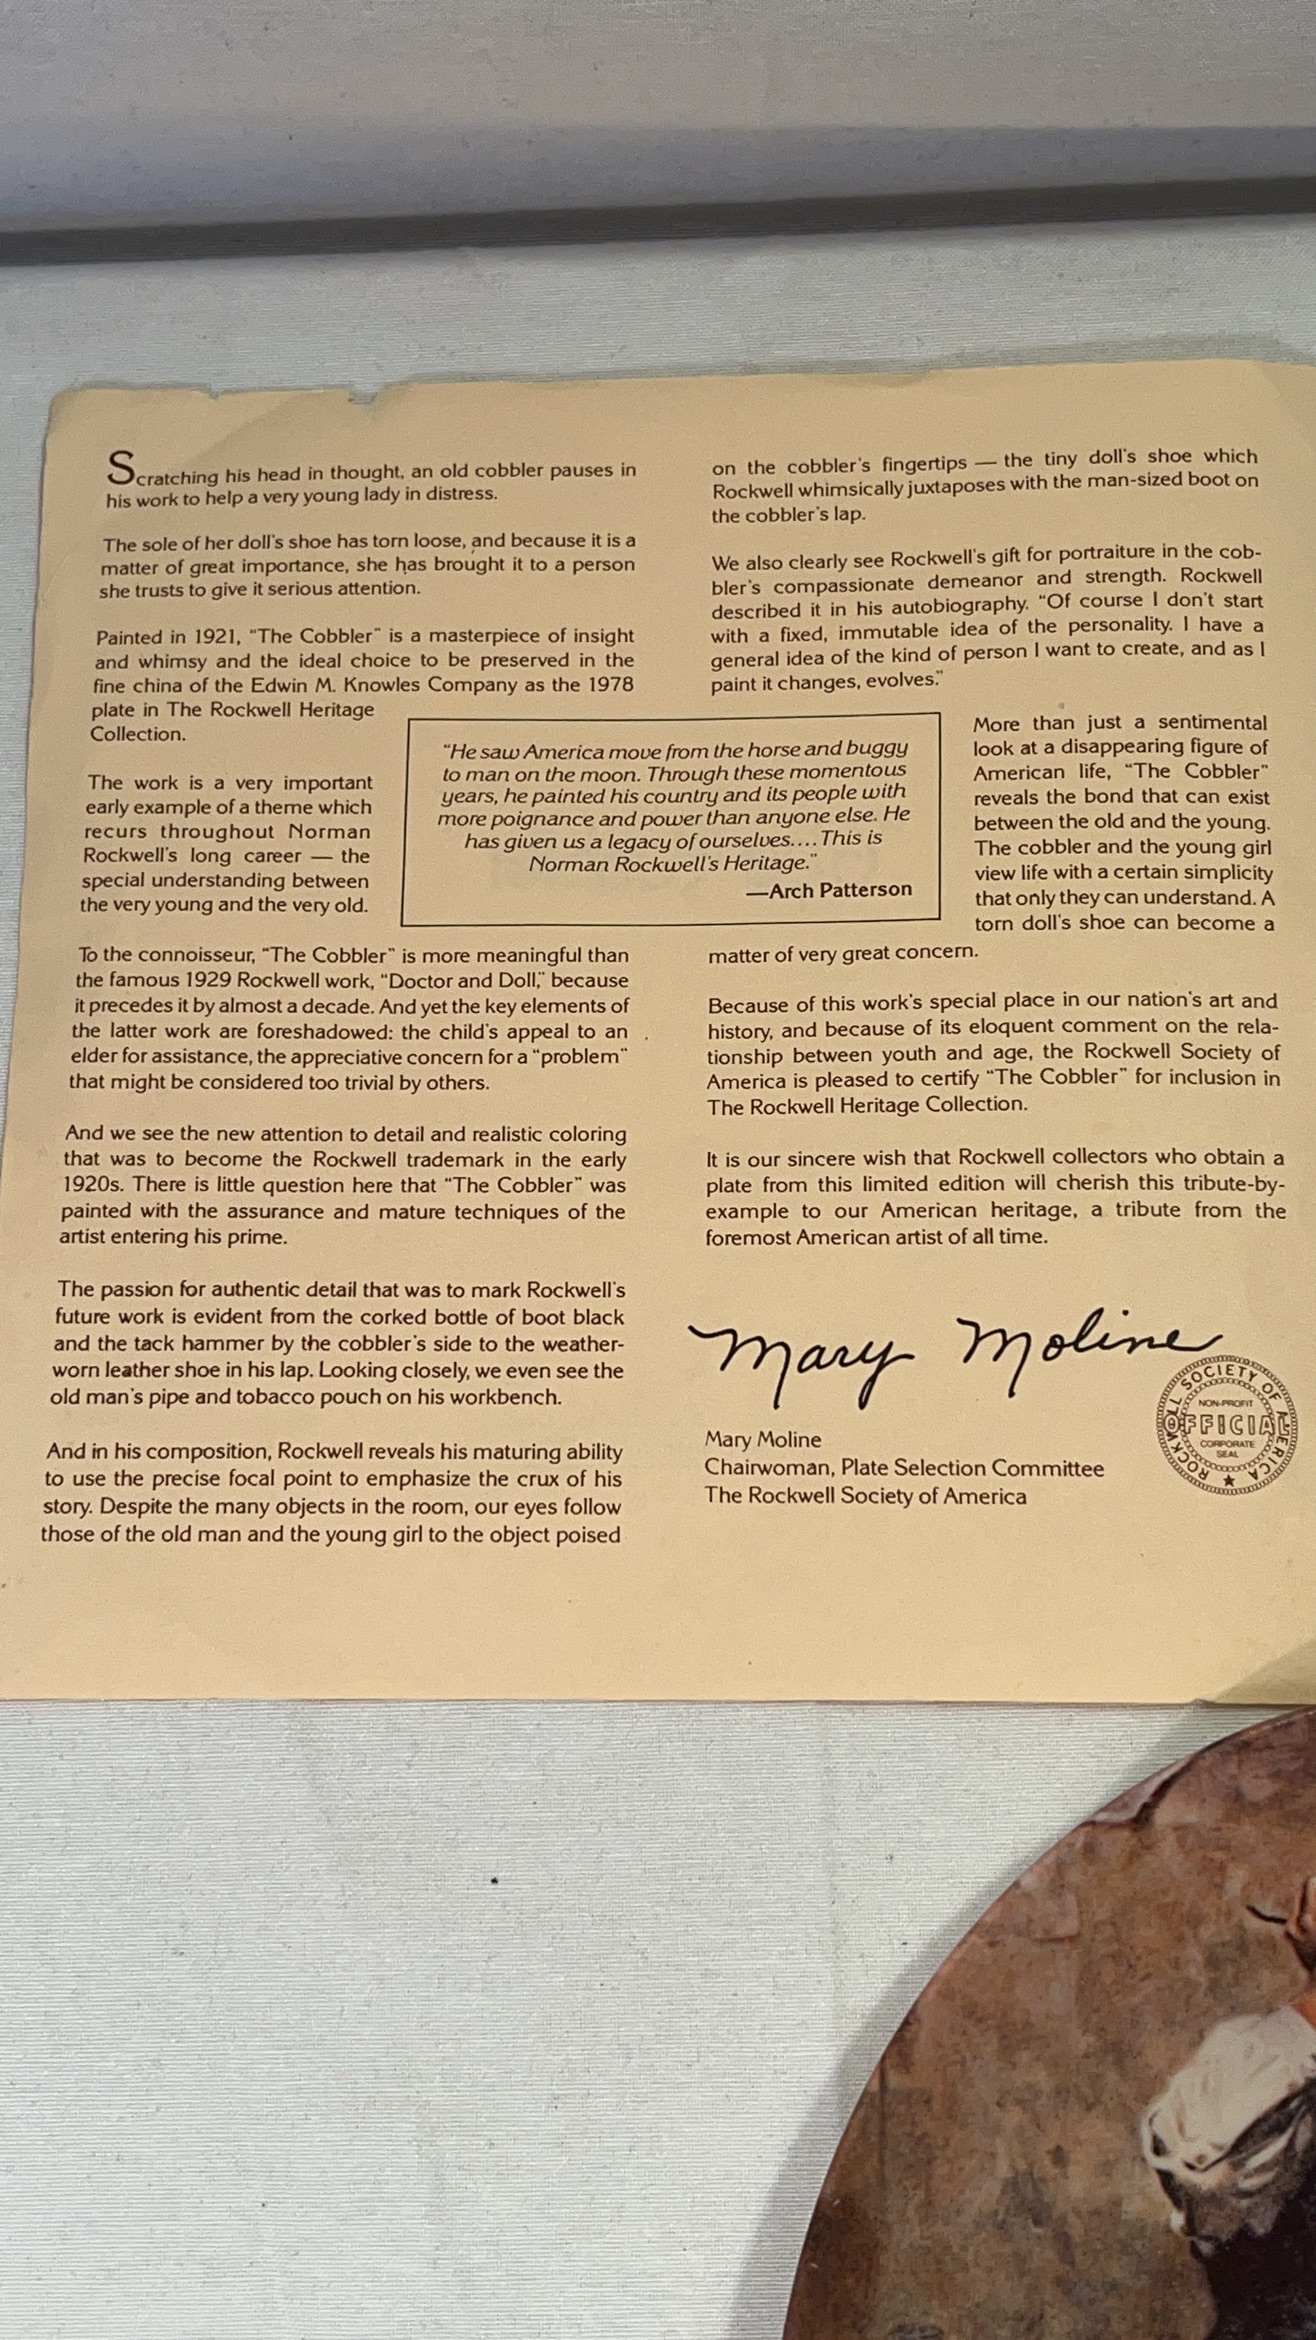 Scratching his head in thought, an old cobbler pauses in
his work to help a very young lady in distress.
The sole of her doll's shoe has torn loose, and because it is a
matter of great importance, she has brought it to a person
she trusts to give it serious attention.
Painted in 1921, "The Cobbler" is a masterpiece of insight
and whimsy and the ideal choice to be preserved in the
fine china of the Edwin M. Knowles Company as the 1978
plate in The Rockwell Heritage
Collection.
The work is a very important
early example of a theme which
recurs throughout Norman
Rockwell's long career — the
special understanding between
the very young and the very old.
To the connoisseur, "The Cobbler" is more meaningful than
the famous 1929 Rockwell work, "Doctor and Doll," because
it precedes it by almost a decade. And yet the key elements of
the latter work are foreshadowed: the child's appeal to an
elder for assistance, the appreciative concern for a "problem"
that might be considered too trivial by others.
And we see the new attention to detail and realistic coloring
that was to become the Rockwell trademark in the early
1920s. There is little question here that "The Cobbler" was
painted with the assurance and mature techniques of the
artist entering his prime.
The passion for authentic detail that was to mark Rockwell's
future work is evident from the corked bottle of boot black
and the tack hammer by the cobbler's side to the weather-
worn leather shoe in his lap. Looking closely, we even see the
old man's pipe and tobacco pouch on his workbench.
And in his composition, Rockwell reveals his maturing ability
to use the precise focal point to emphasize the crux of his
story. Despite the many objects in the room, our eyes follow
those of the old man and the young girl to the object poised
"He saw America move from the horse and buggy
to man on the moon. Through these momentous
years, he painted his country and its people with
more poignance and power than anyone else. He
has given us a legacy of ourselves.... This is
Norman Rockwell's Heritage."
—Arch Patterson
on the cobbler's fingertips — the tiny doll's shoe which
Rockwell whimsically juxtaposes with the man-sized boot on
the cobbler's lap.
We also clearly see Rockwell's gift for portraiture in the cob-
bler's compassionate demeanor and strength. Rockwell
described it in his autobiography. "Of course I don't start
with a fixed, immutable idea of the personality. I have a
general idea of the kind of person I want to create, and as I
paint it changes, evolves."
More than just a sentimental
look at a disappearing figure of
American life, "The Cobbler"
reveals the bond that can exist
between the old and the young.
The cobbler and the young girl
view life with a certain simplicity
that only they can understand. A
torn doll's shoe can become a
matter of very great concern.
Because of this work's special place in our nation's art and
history, and because of its eloquent comment on the rela-
tionship between youth and age, the Rockwell Society of
America is pleased to certify "The Cobbler" for inclusion in
The Rockwell Heritage Collection.
It is our sincere wish that Rockwell collectors who obtain a
plate from this limited edition will cherish this tribute-by-
example to our American heritage, a tribute from the
foremost American artist of all time.
Mary Moline
Mary Moline
Chairwoman, Plate Selection Committee
The Rockwell Society of America
ROCKWELL SOCIETY OF AMERICA
NON-PROFIT
OFFICIAL
CORPORATE
SEAL